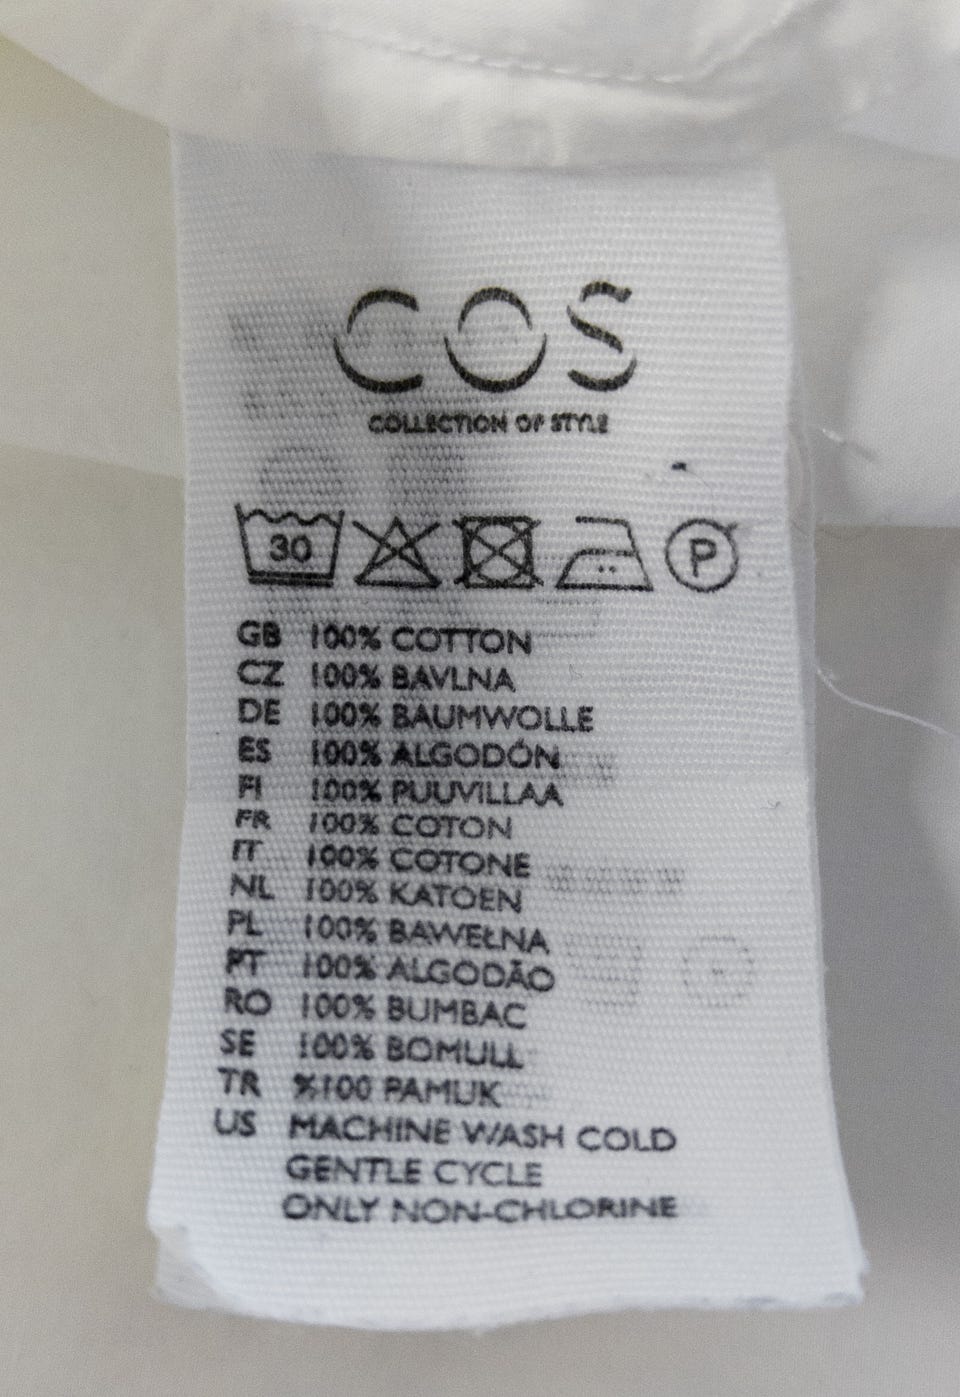 COS
COLLECTION OF STYLE
30 P
GB 100% COTTON
CZ 100% BAVLNA
DE 100% BAUMWOLLE
ES 100% ALGODÓN
FI 100% PUUVILLAA
FR 100% COTON
IT 100% COTONE
NL 100% KATOEN
PL 100% BAWEŁNA
PT 100% ALGODÃO
RO 100% BUMBAC
SE 100% BOMULL
TR %100 PAMUK
US MACHINE WASH COLD
GENTLE CYCLE
ONLY NON-CHLORINE